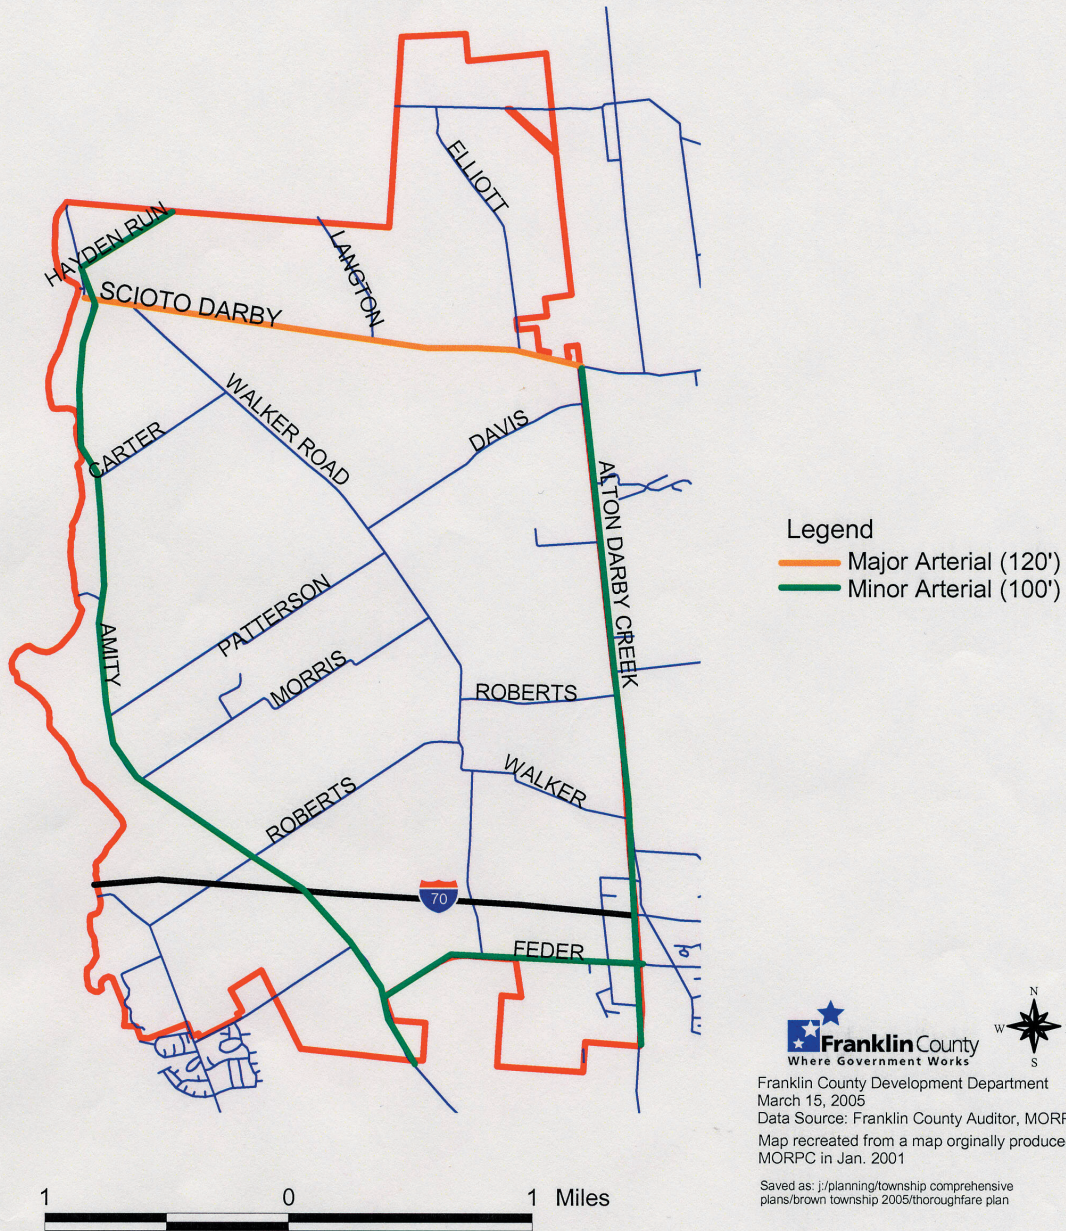 ELLIOTT
HAYDEN RUN
LANGTON
SCIOTO DARBY
WALKER ROAD
DAVIS
CARTER
ALTON DARBY CREEK
Legend
Major Arterial (120')
Minor Arterial (100')
PATTERSON
AMITY
MORRIS
ROBERTS
WALKER
ROBERTS
70
FEDER
N
W
S
Franklin County
Where Government Works
Franklin County Development Department
March 15, 2005
Data Source: Franklin County Auditor, MORP
Map recreated from a map orginally produce
MORPC in Jan. 2001
Saved as: j:/planning/township comprehensive
plans/brown township 2005/thoroughfare plan
1 0 1 Miles